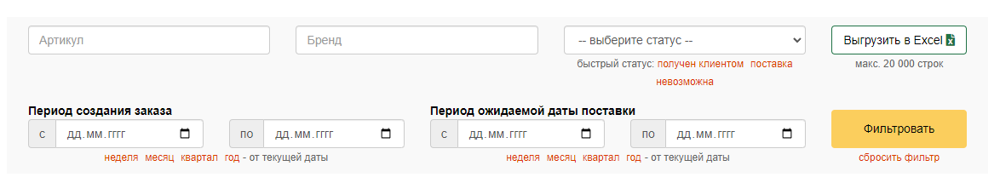 Артикул Бренд -- выберите статус -- Выгрузить в Excel
быстрый статус: получен клиентом поставка макс. 20 000 строк
невозможна
Период создания заказа Период ожидаемой даты поставки
с дд.мм.гггг по дд.мм.гггг с дд.мм.гггг по дд.мм.гггг Фильтровать
неделя месяц квартал год - от текущей даты неделя месяц квартал год - от текущей даты сбросить фильтр